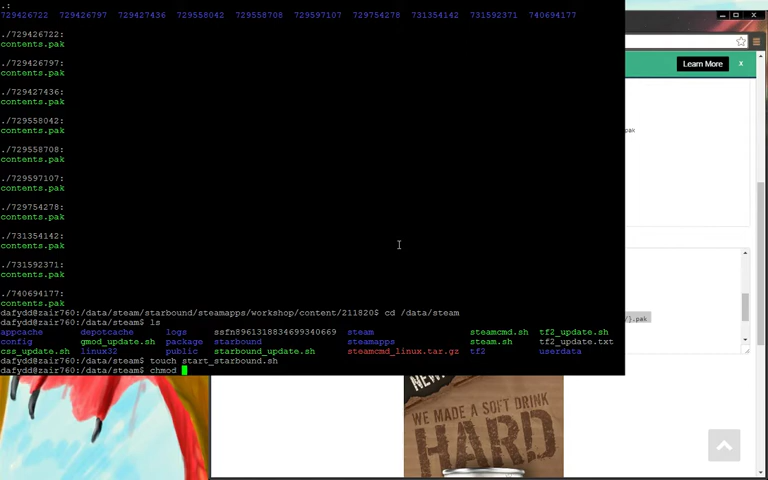 .:
729426722  729426797  729427436  729558042  729558708  729597107  729754278  731354142  731592371  740694177
./729426722:
contents.pak
./729426797:
contents.pak
./729427436:
contents.pak
./729558042:
contents.pak
./729558708:
contents.pak
./729597107:
contents.pak
./729754278:
contents.pak
./731354142:
contents.pak
./731592371:
contents.pak
./740694177:
contents.pak
dafydd@zair760:/data/steam/starbound/steamapps/workshop/content/211820$ cd /data/steam
dafydd@zair760:/data/steam$ ls
appcache  depotcache  logs  ssfn8961318834699340669  steam  steamcmd.sh  tf2_update.sh
config  gmod_update.sh  package  starbound  steamapps  steam.sh  tf2_update.txt
css_update.sh  linux32  public  starbound_update.sh  steamcmd_linux.tar.gz  tf2  userdata
dafydd@zair760:/data/steam$ touch start_starbound.sh
dafydd@zair760:/data/steam$ chmod
Learn More x
pak
/}.pak
NEW
WE MADE A SOFT DRINK
HARD